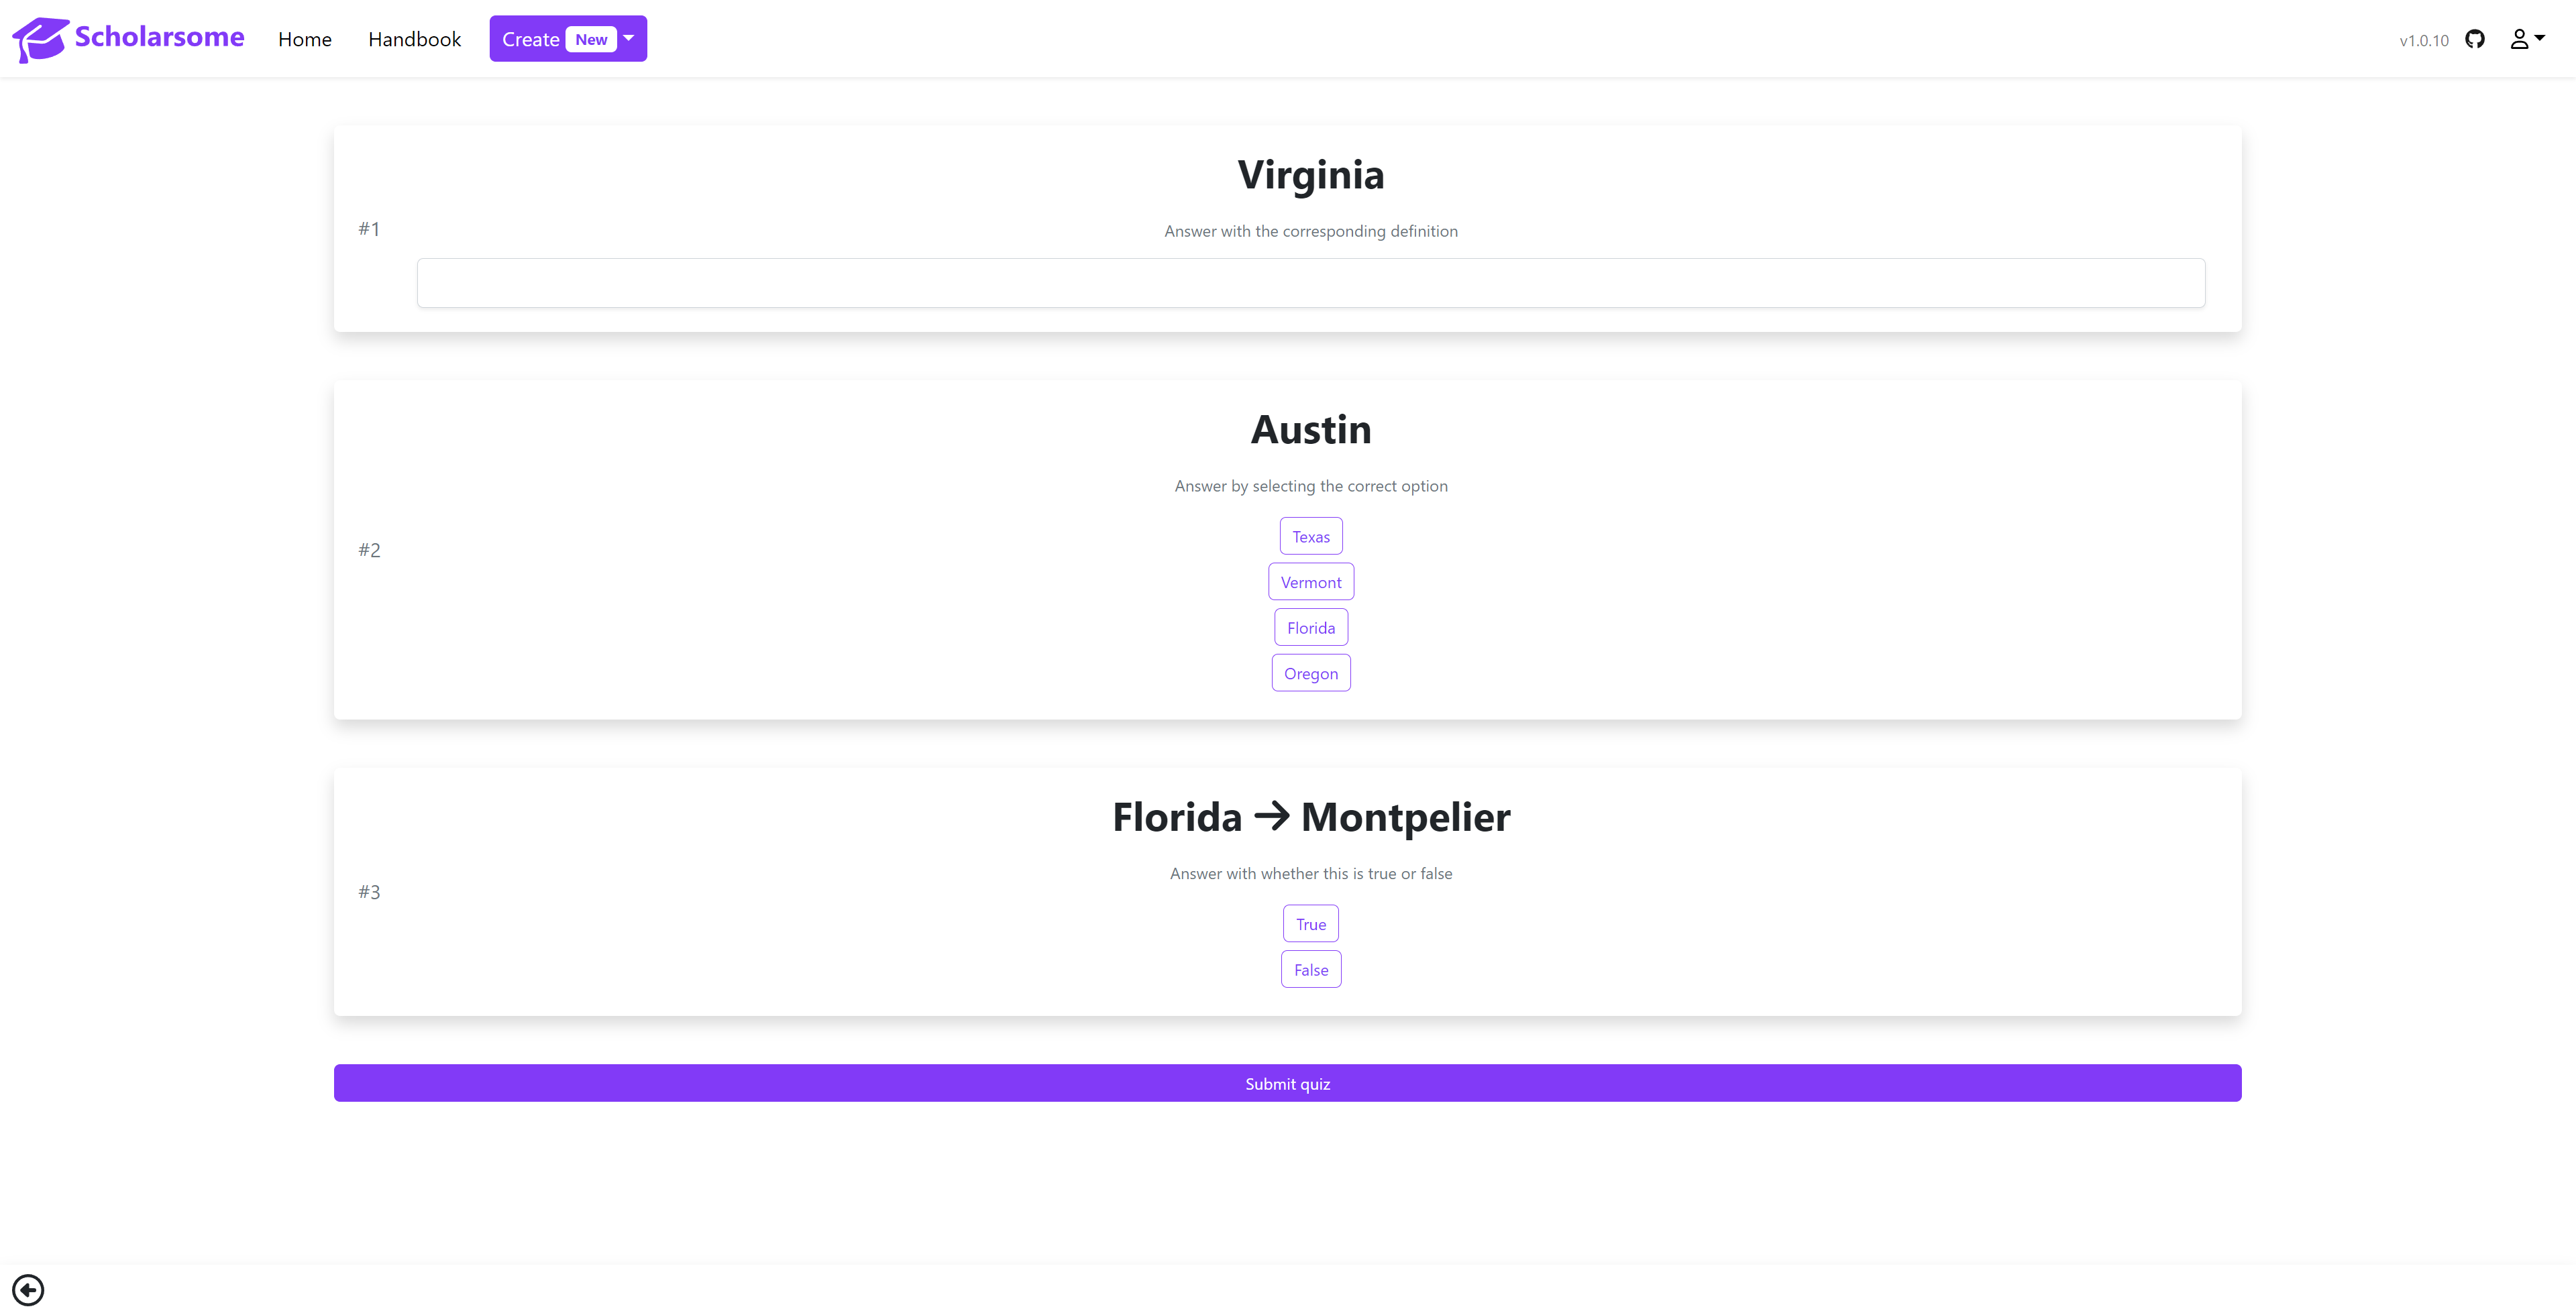 Scholarsome Home Handbook Create New v1.0.10
Virginia
#1
Answer with the corresponding definition
Austin
Answer by selecting the correct option
Texas
#2
Vermont
Florida
Oregon
Florida → Montpelier
Answer with whether this is true or false
#3
True
False
Submit quiz